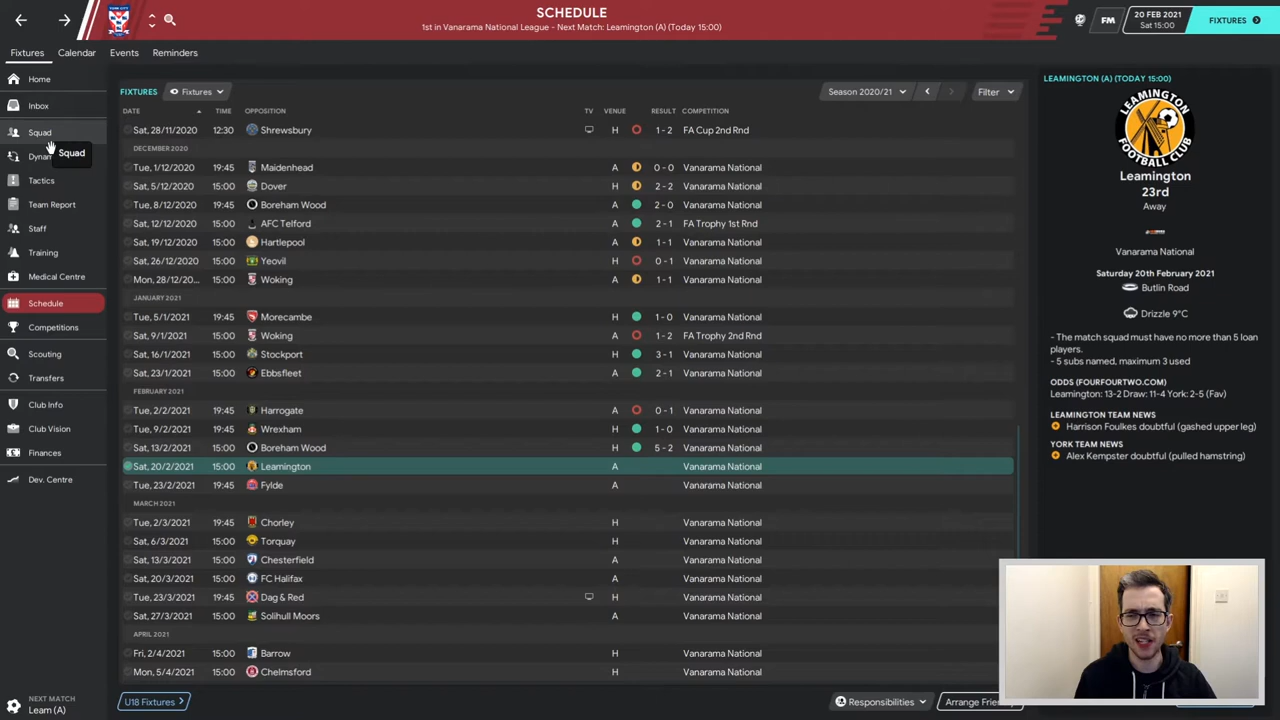 SCHEDULE
1st in Vanarama National League - Next Match: Leamington (A) (Today 15:00)
FM
20 FEB 2021
Sat 15:00
FIXTURES
Fixtures Calendar Events Reminders
Home
Inbox
Squad
Squad
Tactics
Team Report
Staff
Training
Medical Centre
Schedule
Competitions
Scouting
Transfers
Club Info
Club Vision
Finances
Dev. Centre
NEXT MATCH
Leam (A)
FIXTURES Fixtures Season 2020/21 Filter
DATE TIME OPPOSITION TV VENUE RESULT COMPETITION
Sat, 28/11/2020 12:30 Shrewsbury H 1 - 2 FA Cup 2nd Rnd
DECEMBER 2020
Tue, 1/12/2020 19:45 Maidenhead A 0 - 0 Vanarama National
Sat, 5/12/2020 15:00 Dover A 2 - 2 Vanarama National
Tue, 8/12/2020 19:45 Boreham Wood A 2 - 0 Vanarama National
Sat, 12/12/2020 15:00 AFC Telford A 2 - 1 FA Trophy 1st Rnd
Sat, 19/12/2020 15:00 Hartlepool A 1 - 1 Vanarama National
Sat, 26/12/2020 15:00 Yeovil H 0 - 1 Vanarama National
Mon, 28/12/20... 15:00 Woking A 1 - 1 Vanarama National
JANUARY 2021
Tue, 5/1/2021 19:45 Morecambe H 1 - 0 Vanarama National
Sat, 9/1/2021 15:00 Woking A 1 - 2 FA Trophy 2nd Rnd
Sat, 16/1/2021 15:00 Stockport H 3 - 1 Vanarama National
Sat, 23/1/2021 15:00 Ebbsfleet A 2 - 1 Vanarama National
FEBRUARY 2021
Tue, 2/2/2021 19:45 Harrogate A 0 - 1 Vanarama National
Tue, 9/2/2021 19:45 Wrexham H 1 - 0 Vanarama National
Sat, 13/2/2021 15:00 Boreham Wood H 5 - 2 Vanarama National
Sat, 20/2/2021 15:00 Leamington A Vanarama National
Tue, 23/2/2021 19:45 Fylde A Vanarama National
MARCH 2021
Tue, 2/3/2021 19:45 Chorley H Vanarama National
Sat, 6/3/2021 15:00 Torquay H Vanarama National
Sat, 13/3/2021 15:00 Chesterfield A Vanarama National
Sat, 20/3/2021 15:00 FC Halifax A Vanarama National
Tue, 23/3/2021 19:45 Dag & Red H Vanarama National
Sat, 27/3/2021 15:00 Solihull Moors A Vanarama National
APRIL 2021
Fri, 2/4/2021 15:00 Barrow H Vanarama National
Mon, 5/4/2021 15:00 Chelmsford H Vanarama National
U18 Fixtures Responsibilities
LEAMINGTON (A) (TODAY 15:00)
LEAMINGTON
FOOTBALL CLUB
Leamington
23rd
Away
Vanarama National
Saturday 20th February 2021
Butlin Road
Drizzle 9°C
- The match squad must have no more than 5 loan
players.
- 5 subs named, maximum 3 used
ODDS (FOURFOURTWO.COM)
Leamington: 13-2 Draw: 11-4 York: 2-5 (Fav)
LEAMINGTON TEAM NEWS
Harrison Foulkes doubtful (gashed upper leg)
YORK TEAM NEWS
Alex Kempster doubtful (pulled hamstring)